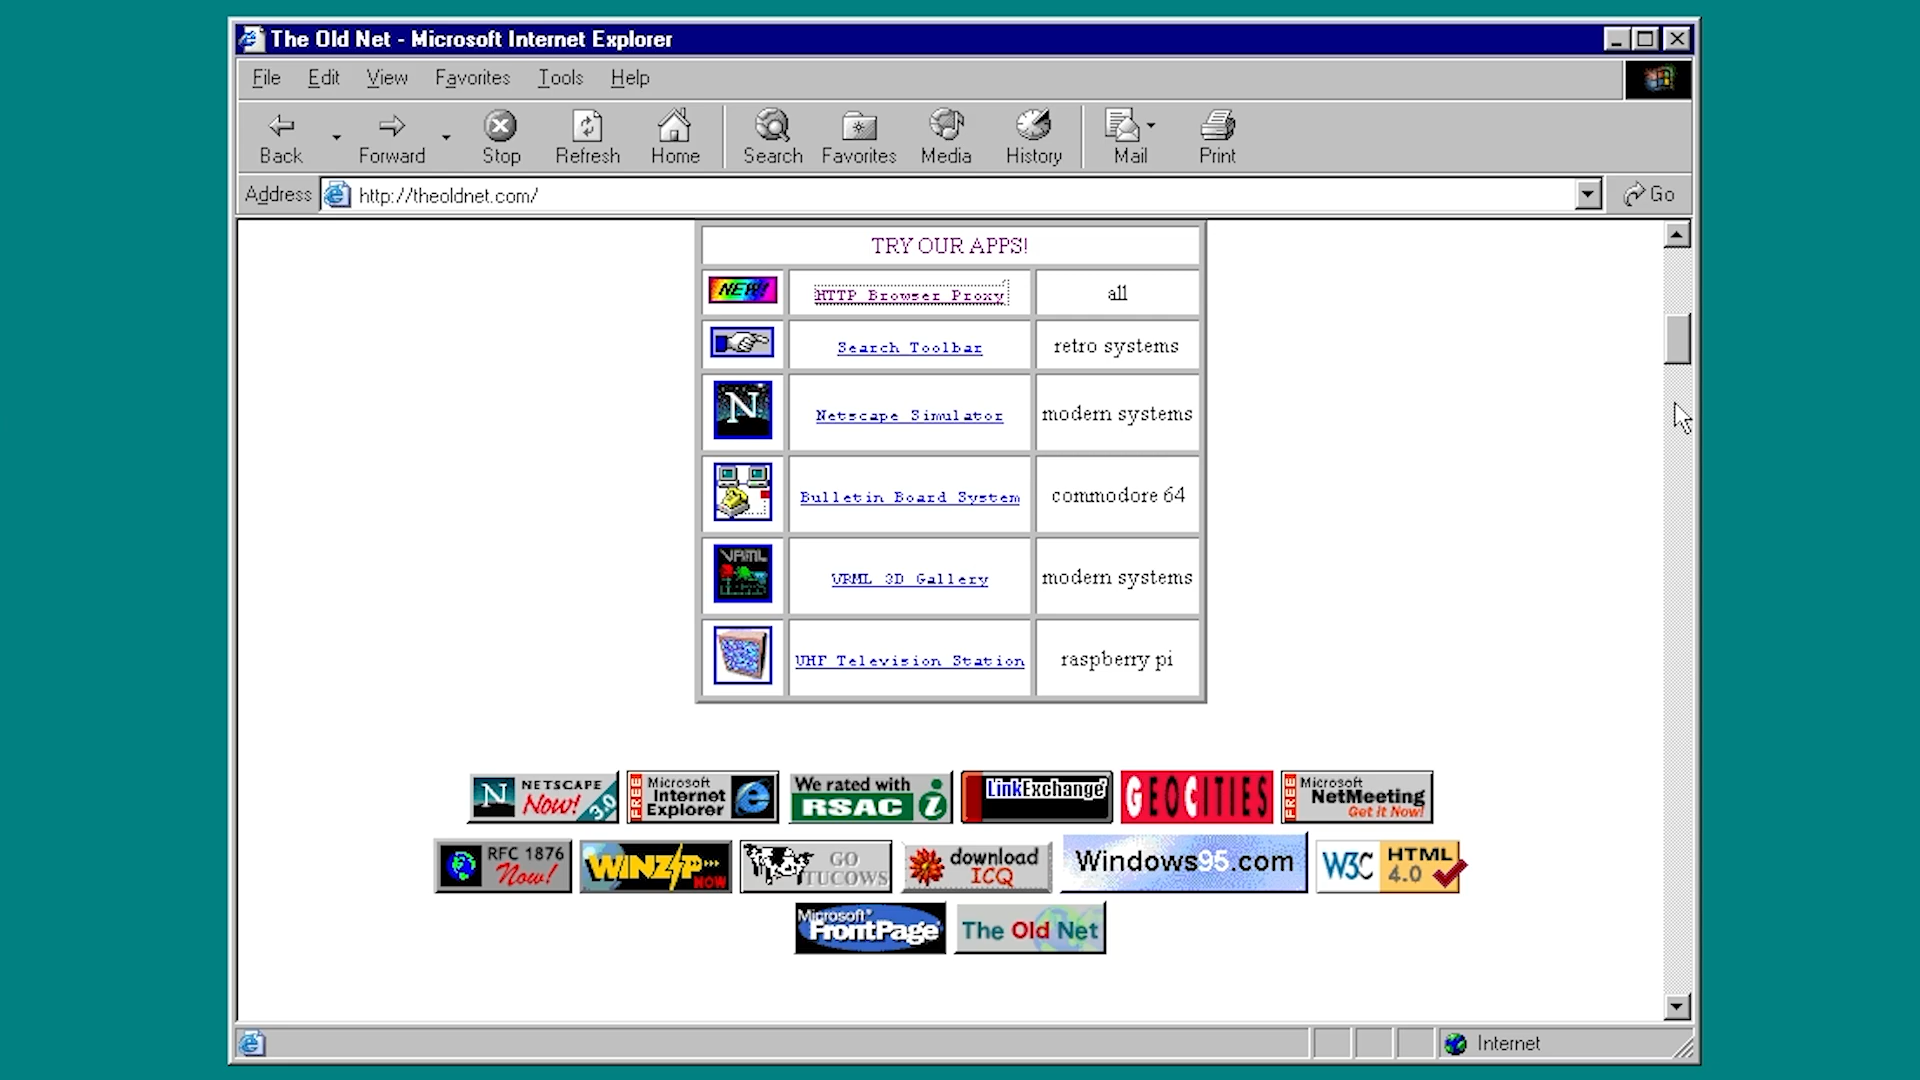 The Old Net - Microsoft Internet Explorer
File Edit View Favorites Tools Help
Back Forward Stop Refresh Home Search Favorites Media History Mail Print
Address http://theoldnet.com/ Go
TRY OUR APPS!
NEW! HTTP Browser Proxy all
Search Toolbar retro systems
N Netscape Simulator modern systems
Bulletin Board System commodore 64
VRML VRML 3D Gallery modern systems
UHF Television Station raspberry pi
N NETSCAPE Now! 3.0
FREE Microsoft Internet Explorer
We rated with RSAC i
LinkExchange
GEOCITIES
FREE Microsoft NetMeeting Get It Now!
RFC 1876 Now!
WINZIP NOW
GO TUCOWS
download ICQ
Windows95.com
W3C HTML 4.0
Microsoft FrontPage
The Old Net
Internet